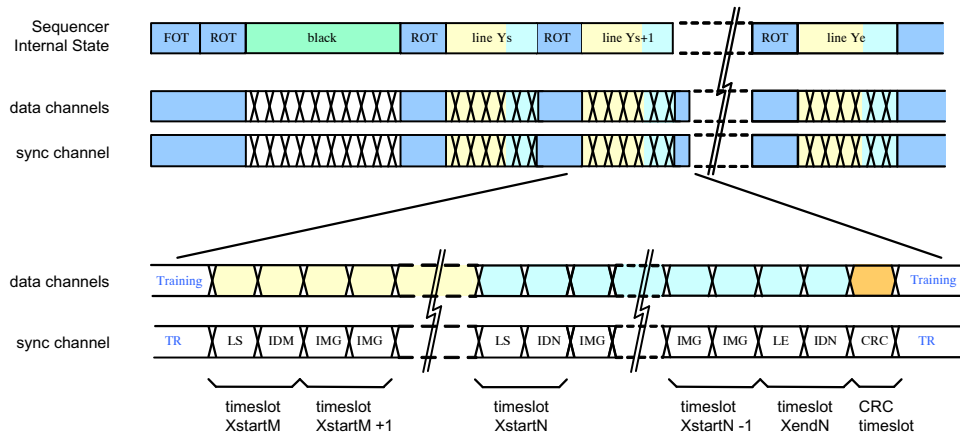 Sequencer
Internal State
FOT ROT black ROT line Ys ROT line Ys+1 ROT line Ye
data channels
sync channel
data channels
Training Training
sync channel
TR LS IDM IMG IMG LS IDN IMG IMG IMG LE IDN CRC TR
timeslot timeslot timeslot timeslot timeslot CRC
XstartM XstartM +1 XstartN XstartN -1 XendN timeslot